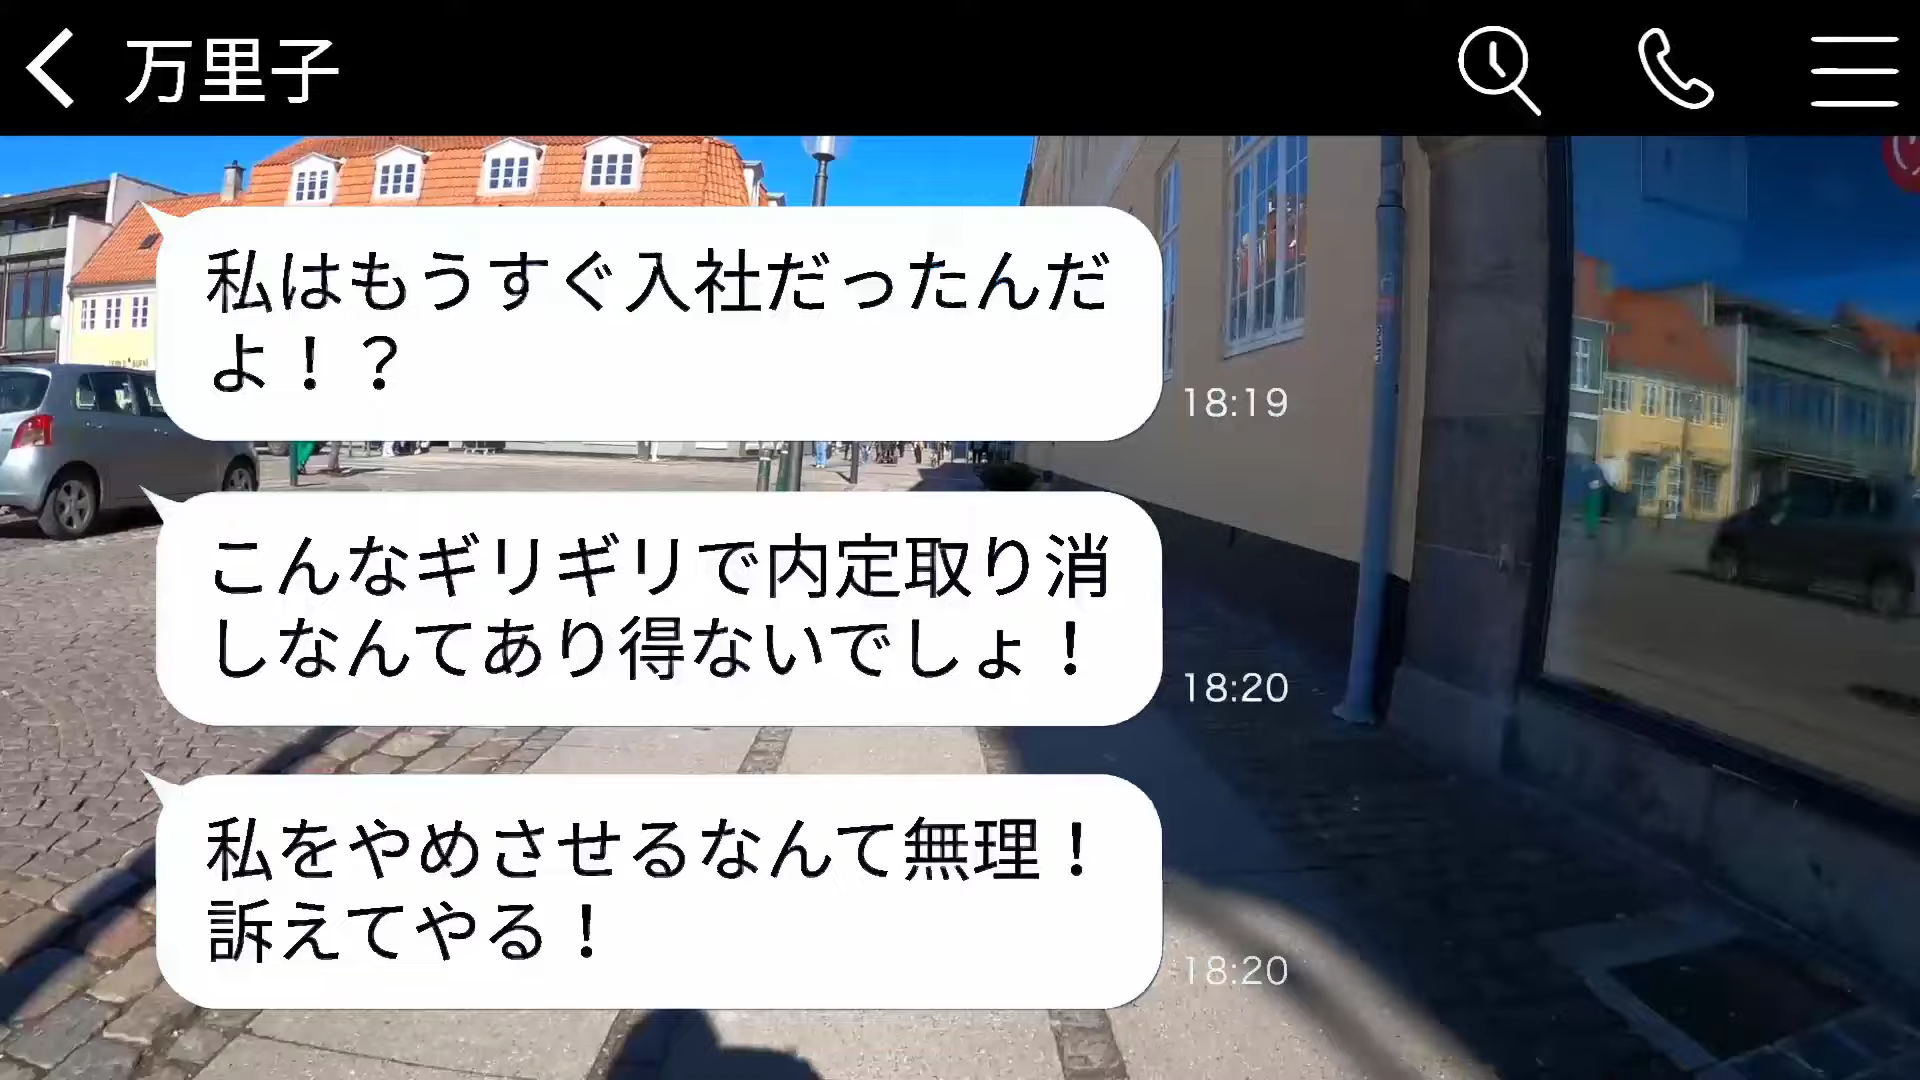 万里子
私はもうすぐ入社だったんだ
よ！？
18:19
こんなギリギリで内定取り消
しなんてあり得ないでしょ！
18:20
私をやめさせるなんて無理！
訴えてやる！
18:20